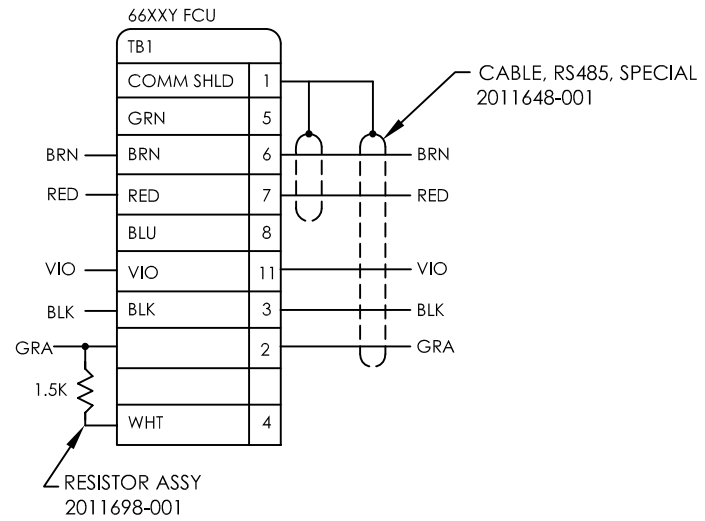 66XXY FCU
TB1
COMM SHLD 1
CABLE, RS485, SPECIAL
2011648-001
GRN 5
BRN BRN 6 BRN
RED RED 7 RED
BLU 8
VIO VIO 11 VIO
BLK BLK 3 BLK
GRA 2 GRA
1.5K
WHT 4
RESISTOR ASSY
2011698-001